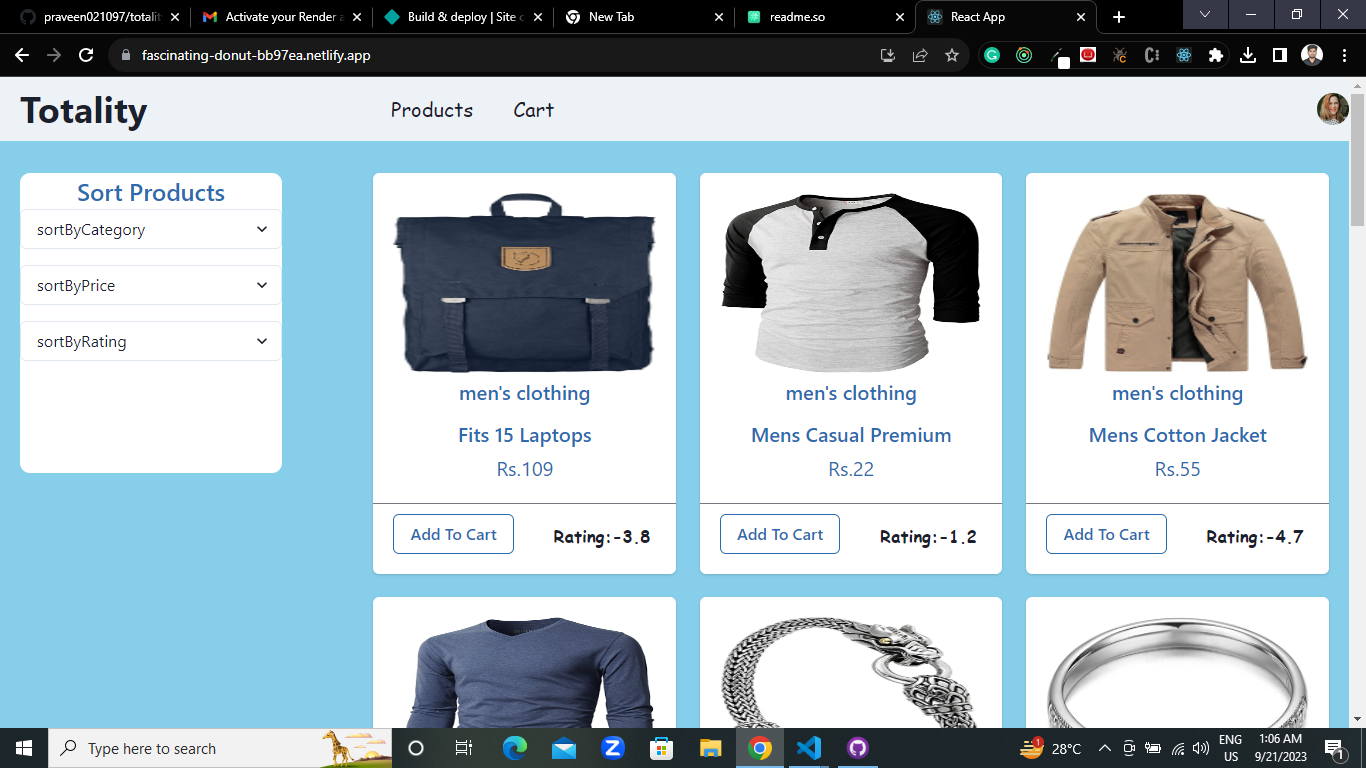 praveen021097/totalit
Activate your Render a
Build & deploy | Site c
New Tab
readme.so
React App
fascinating-donut-bb97ea.netlify.app
Totality
Products
Cart
Sort Products
sortByCategory
sortByPrice
sortByRating
men's clothing
Fits 15 Laptops
Rs.109
Add To Cart
Rating:-3.8
men's clothing
Mens Casual Premium
Rs.22
Add To Cart
Rating:-1.2
men's clothing
Mens Cotton Jacket
Rs.55
Add To Cart
Rating:-4.7
Type here to search
1
28°C
ENG
US
1:06 AM
9/21/2023
1